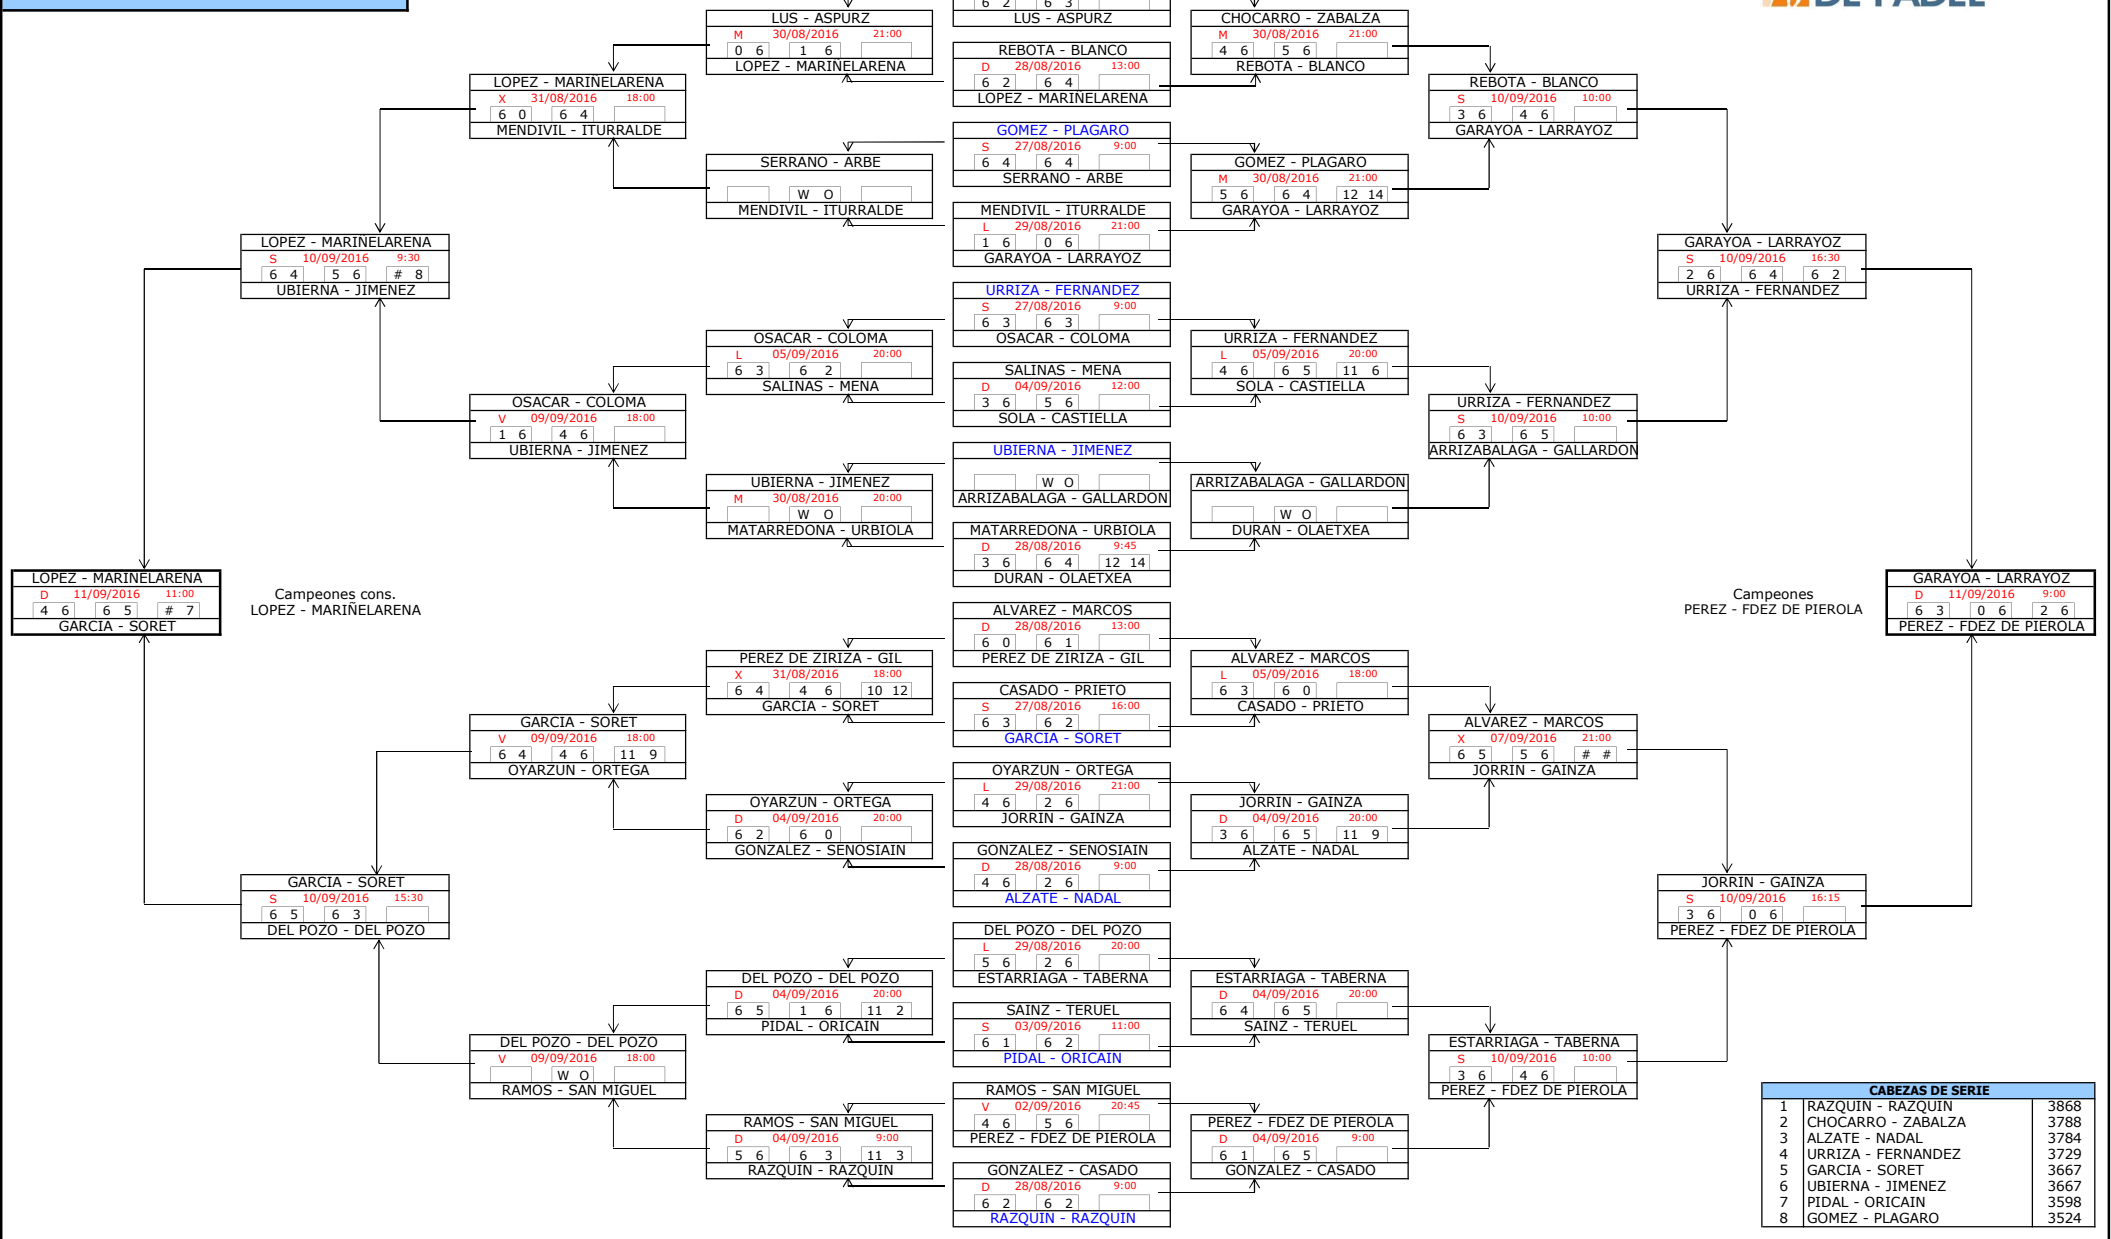 6 2 6 3
LUS - ASPURZ
DE PADEL
LUS - ASPURZ
M 30/08/2016 21:00
0 6 1 6
LOPEZ - MARIÑELARENA
CHOCARRO - ZABALZA
M 30/08/2016 21:00
4 6 5 6
REBOTA - BLANCO
REBOTA - BLANCO
D 28/08/2016 13:00
6 2 6 4
LOPEZ - MARIÑELARENA
LOPEZ - MARIÑELARENA
X 31/08/2016 18:00
6 0 6 4
MENDIVIL - ITURRALDE
REBOTA - BLANCO
S 10/09/2016 10:00
3 6 4 6
GARAYOA - LARRAYOZ
GOMEZ - PLAGARO
S 27/08/2016 9:00
6 4 6 4
SERRANO - ARBE
SERRANO - ARBE
W O
MENDIVIL - ITURRALDE
GOMEZ - PLAGARO
M 30/08/2016 21:00
5 6 6 4 12 14
GARAYOA - LARRAYOZ
MENDIVIL - ITURRALDE
L 29/08/2016 21:00
1 6 0 6
GARAYOA - LARRAYOZ
LOPEZ - MARIÑELARENA
S 10/09/2016 9:30
6 4 5 6 # 8
UBIERNA - JIMENEZ
GARAYOA - LARRAYOZ
S 10/09/2016 16:30
2 6 6 4 6 2
URRIZA - FERNANDEZ
URRIZA - FERNANDEZ
S 27/08/2016 9:00
6 3 6 3
OSACAR - COLOMA
OSACAR - COLOMA
L 05/09/2016 20:00
6 3 6 2
SALINAS - MENA
URRIZA - FERNANDEZ
L 05/09/2016 20:00
4 6 6 5 11 6
SOLA - CASTIELLA
SALINAS - MENA
D 04/09/2016 12:00
3 6 5 6
SOLA - CASTIELLA
OSACAR - COLOMA
V 09/09/2016 18:00
1 6 4 6
UBIERNA - JIMENEZ
URRIZA - FERNANDEZ
S 10/09/2016 10:00
6 3 6 5
ARRIZABALAGA - GALLARDON
UBIERNA - JIMENEZ
W O
ARRIZABALAGA - GALLARDON
UBIERNA - JIMENEZ
M 30/08/2016 20:00
W O
MATARREDONA - URBIOLA
ARRIZABALAGA - GALLARDON
W O
DURAN - OLAETXEA
MATARREDONA - URBIOLA
D 28/08/2016 9:45
3 6 6 4 12 14
DURAN - OLAETXEA
LOPEZ - MARIÑELARENA
D 11/09/2016 11:00
4 6 6 5 # 7
GARCIA - SORET
Campeones cons.
LOPEZ - MARIÑELARENA
Campeones
PEREZ - FDEZ DE PIEROLA
GARAYOA - LARRAYOZ
D 11/09/2016 9:00
6 3 0 6 2 6
PEREZ - FDEZ DE PIEROLA
ALVAREZ - MARCOS
D 28/08/2016 13:00
6 0 6 1
PEREZ DE ZIRIZA - GIL
PEREZ DE ZIRIZA - GIL
X 31/08/2016 18:00
6 4 4 6 10 12
GARCIA - SORET
ALVAREZ - MARCOS
L 05/09/2016 18:00
6 3 6 0
CASADO - PRIETO
CASADO - PRIETO
S 27/08/2016 16:00
6 3 6 2
GARCIA - SORET
GARCIA - SORET
V 09/09/2016 18:00
6 4 4 6 11 9
OYARZUN - ORTEGA
ALVAREZ - MARCOS
X 07/09/2016 21:00
6 5 5 6 # #
JORRIN - GAINZA
OYARZUN - ORTEGA
L 29/08/2016 21:00
4 6 2 6
JORRIN - GAINZA
OYARZUN - ORTEGA
D 04/09/2016 20:00
6 2 6 0
GONZALEZ - SENOSIAIN
JORRIN - GAINZA
D 04/09/2016 20:00
3 6 6 5 11 9
ALZATE - NADAL
GONZALEZ - SENOSIAIN
D 28/08/2016 9:00
4 6 2 6
ALZATE - NADAL
GARCIA - SORET
S 10/09/2016 15:30
6 5 6 3
DEL POZO - DEL POZO
JORRIN - GAINZA
S 10/09/2016 16:15
3 6 0 6
PEREZ - FDEZ DE PIEROLA
DEL POZO - DEL POZO
L 29/08/2016 20:00
5 6 2 6
ESTARRIAGA - TABERNA
DEL POZO - DEL POZO
D 04/09/2016 20:00
6 5 1 6 11 2
PIDAL - ORICAIN
ESTARRIAGA - TABERNA
D 04/09/2016 20:00
6 4 6 5
SAINZ - TERUEL
SAINZ - TERUEL
S 03/09/2016 11:00
6 1 6 2
PIDAL - ORICAIN
DEL POZO - DEL POZO
V 09/09/2016 18:00
W O
RAMOS - SAN MIGUEL
ESTARRIAGA - TABERNA
S 10/09/2016 10:00
3 6 4 6
PEREZ - FDEZ DE PIEROLA
RAMOS - SAN MIGUEL
V 02/09/2016 20:45
4 6 5 6
PEREZ - FDEZ DE PIEROLA
RAMOS - SAN MIGUEL
D 04/09/2016 9:00
5 6 6 3 11 3
RAZQUIN - RAZQUIN
PEREZ - FDEZ DE PIEROLA
D 04/09/2016 9:00
6 1 6 5
GONZALEZ - CASADO
GONZALEZ - CASADO
D 28/08/2016 9:00
6 2 6 2
RAZQUIN - RAZQUIN
CABEZAS DE SERIE
1 RAZQUIN - RAZQUIN 3868
2 CHOCARRO - ZABALZA 3788
3 ALZATE - NADAL 3784
4 URRIZA - FERNANDEZ 3729
5 GARCIA - SORET 3667
6 UBIERNA - JIMENEZ 3667
7 PIDAL - ORICAIN 3598
8 GOMEZ - PLAGARO 3524